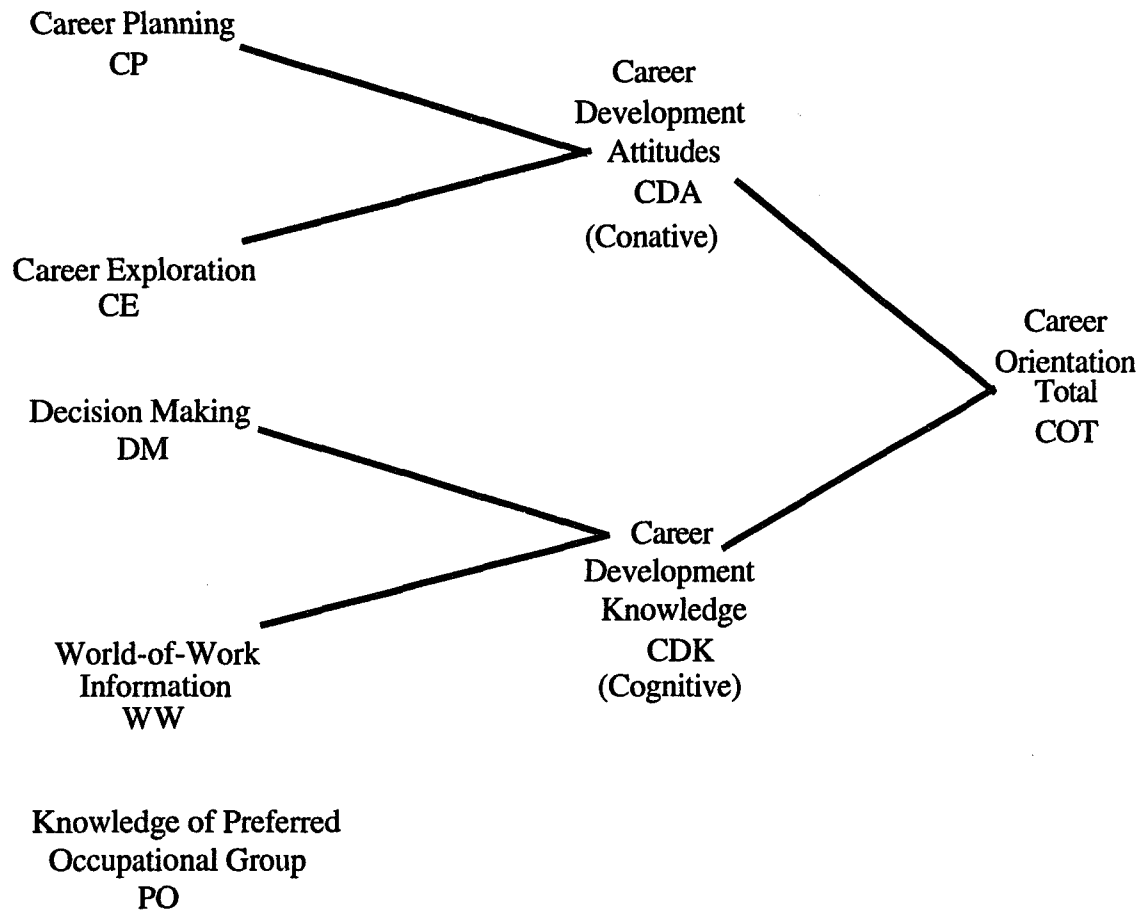 Career Planning
CP
Career Exploration
CE
Decision Making
DM
World-of-Work
Information
WW
Knowledge of Preferred
Occupational Group
PO
Career
Development
Attitudes
CDA
(Conative)
Career
Development
Knowledge
CDK
(Cognitive)
Career
Orientation
Total
COT